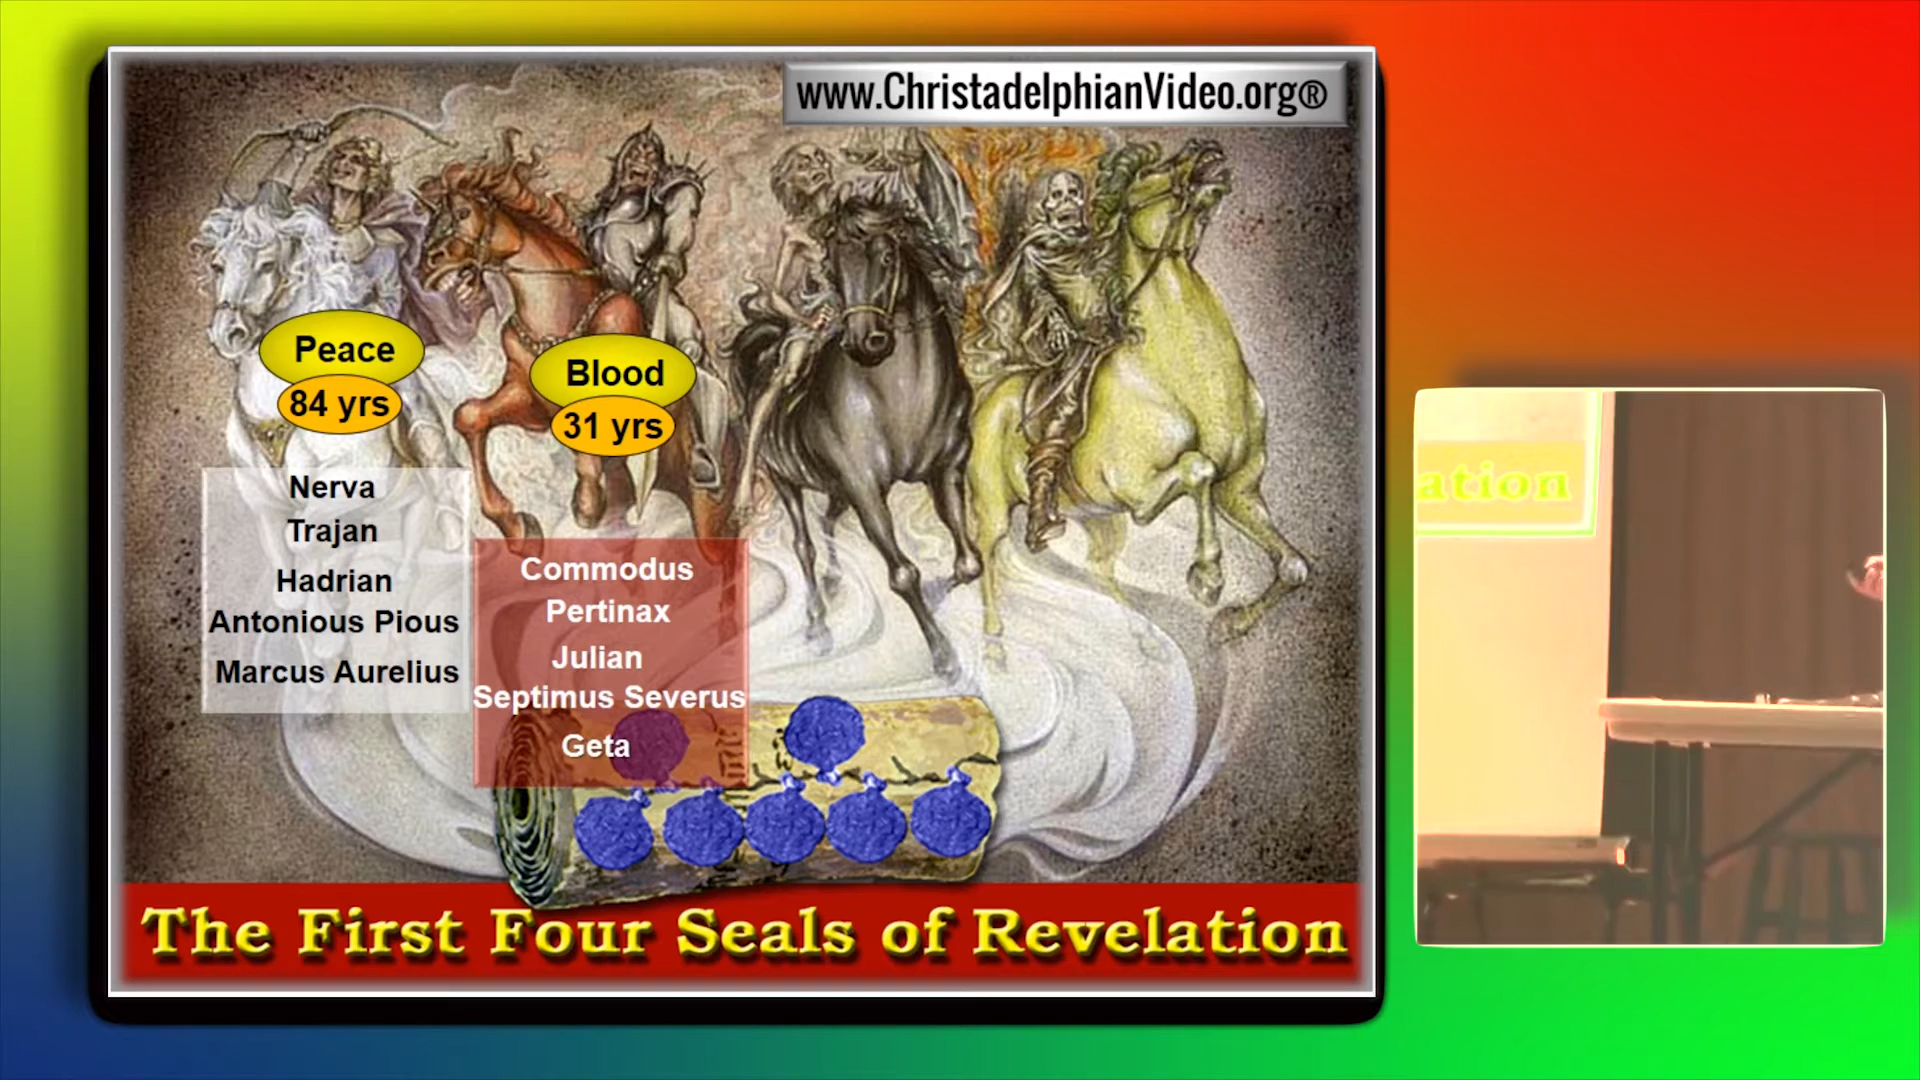 www.ChristadelphianVideo.org®
Peace
84 yrs
Blood
31 yrs
Nerva
Trajan
Hadrian
Antonious Pious
Marcus Aurelius
Commodus
Pertinax
Julian
Septimus Severus
Geta
The First Four Seals of Revelation
ation